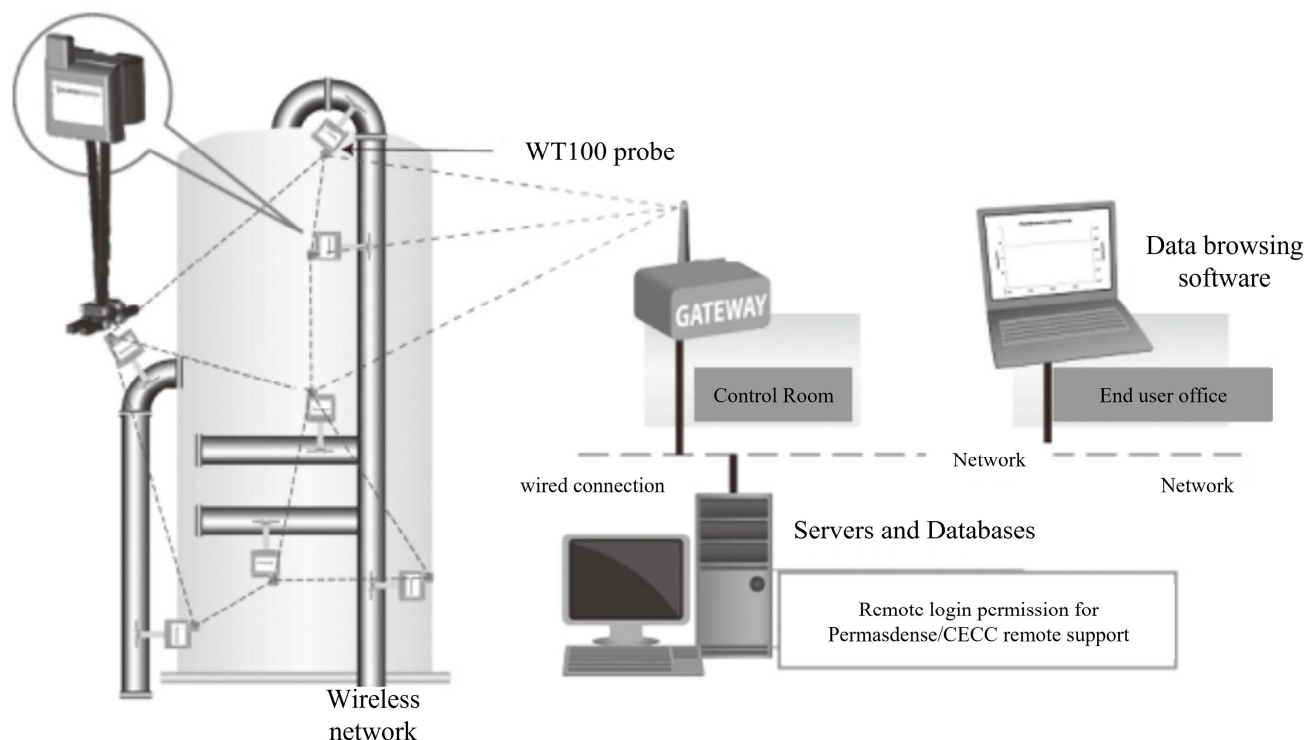 WT100 probe
GATEWAY
Control Room
Data browsing
software
End user office
Network
wired connection
Network
Servers and Databases
Remote login permission for
Permasdense/CECC remote support
Wireless
network